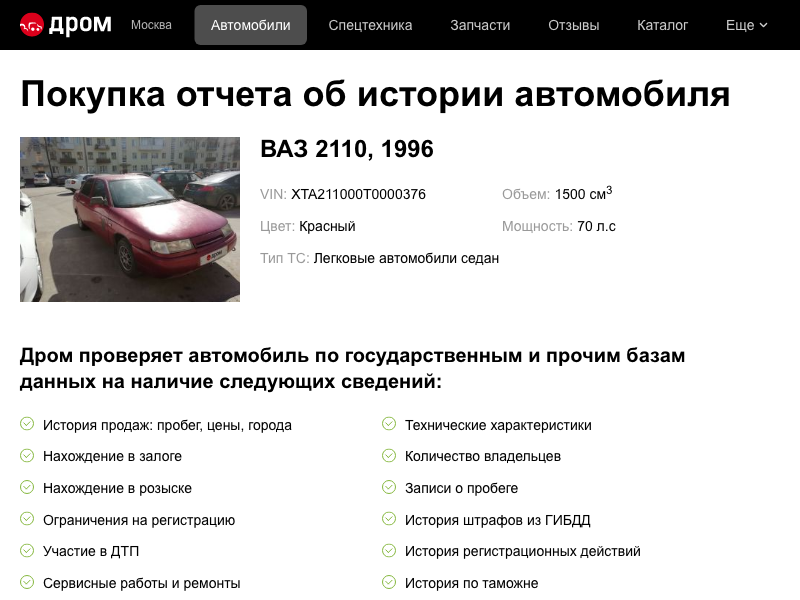 дром Москва Автомобили Спецтехника Запчасти Отзывы Каталог Еще
Покупка отчета об истории автомобиля
ВАЗ 2110, 1996
VIN: XTA211000T0000376 Объем: 1500 см3
Цвет: Красный Мощность: 70 л.с
Тип ТС: Легковые автомобили седан
Дром проверяет автомобиль по государственным и прочим базам
данных на наличие следующих сведений:
История продаж: пробег, цены, города
Технические характеристики
Нахождение в залоге
Количество владельцев
Нахождение в розыске
Записи о пробеге
Ограничения на регистрацию
История штрафов из ГИБДД
Участие в ДТП
История регистрационных действий
Сервисные работы и ремонты
История по таможне